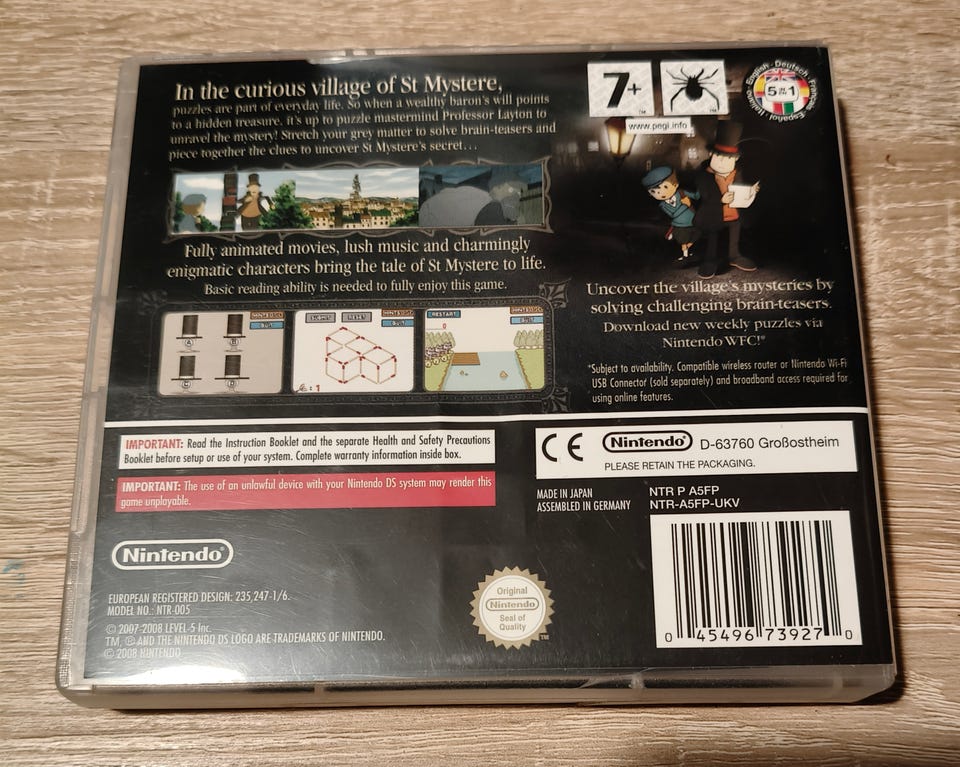 In the curious village of St Mystere,
puzzles are part of everyday life. So when a wealthy baron's will points
to a hidden treasure, it's up to puzzle mastermind Professor Layton to
unravel the mystery! Stretch your grey matter to solve brain-teasers and
piece together the clues to uncover St Mystere's secret...
Fully animated movies, lush music and charmingly
enigmatic characters bring the tale of St Mystere to life.
Basic reading ability is needed to fully enjoy this game.
A
B
C
D
SUBMIT
RESET
: 1
RESTART
0
7+
TM
TM
www.pegi.info
English · Deutsch · Français · Español · Italiano
5 IN 1
Uncover the village's mysteries by
solving challenging brain-teasers.
Download new weekly puzzles via
Nintendo WFC!*
*Subject to availability. Compatible wireless router or Nintendo Wi-Fi
USB Connector (sold separately) and broadband access required for
using online features.
IMPORTANT: Read the Instruction Booklet and the separate Health and Safety Precautions
Booklet before setup or use of your system. Complete warranty information inside box.
IMPORTANT: The use of an unlawful device with your Nintendo DS system may render this
game unplayable.
CE Nintendo® D-63760 Großostheim
PLEASE RETAIN THE PACKAGING.
MADE IN JAPAN
ASSEMBLED IN GERMANY
NTR P A5FP
NTR-A5FP-UKV
Nintendo®
EUROPEAN REGISTERED DESIGN: 235,247-1/6.
MODEL NO.: NTR-005
© 2007-2008 LEVEL-5 Inc.
TM, ® AND THE NINTENDO DS LOGO ARE TRADEMARKS OF NINTENDO.
© 2008 NINTENDO
Original
Nintendo
Seal of
Quality
TM
0 45496 73927 0